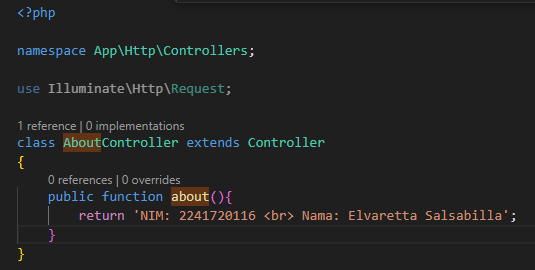 <?php
namespace App\Http\Controllers;
use Illuminate\Http\Request;
1 reference | 0 implementations
class AboutController extends Controller
{
0 references | 0 overrides
public function about(){
return 'NIM: 2241720116 <br> Nama: Elvaretta Salsabilla';
}
}